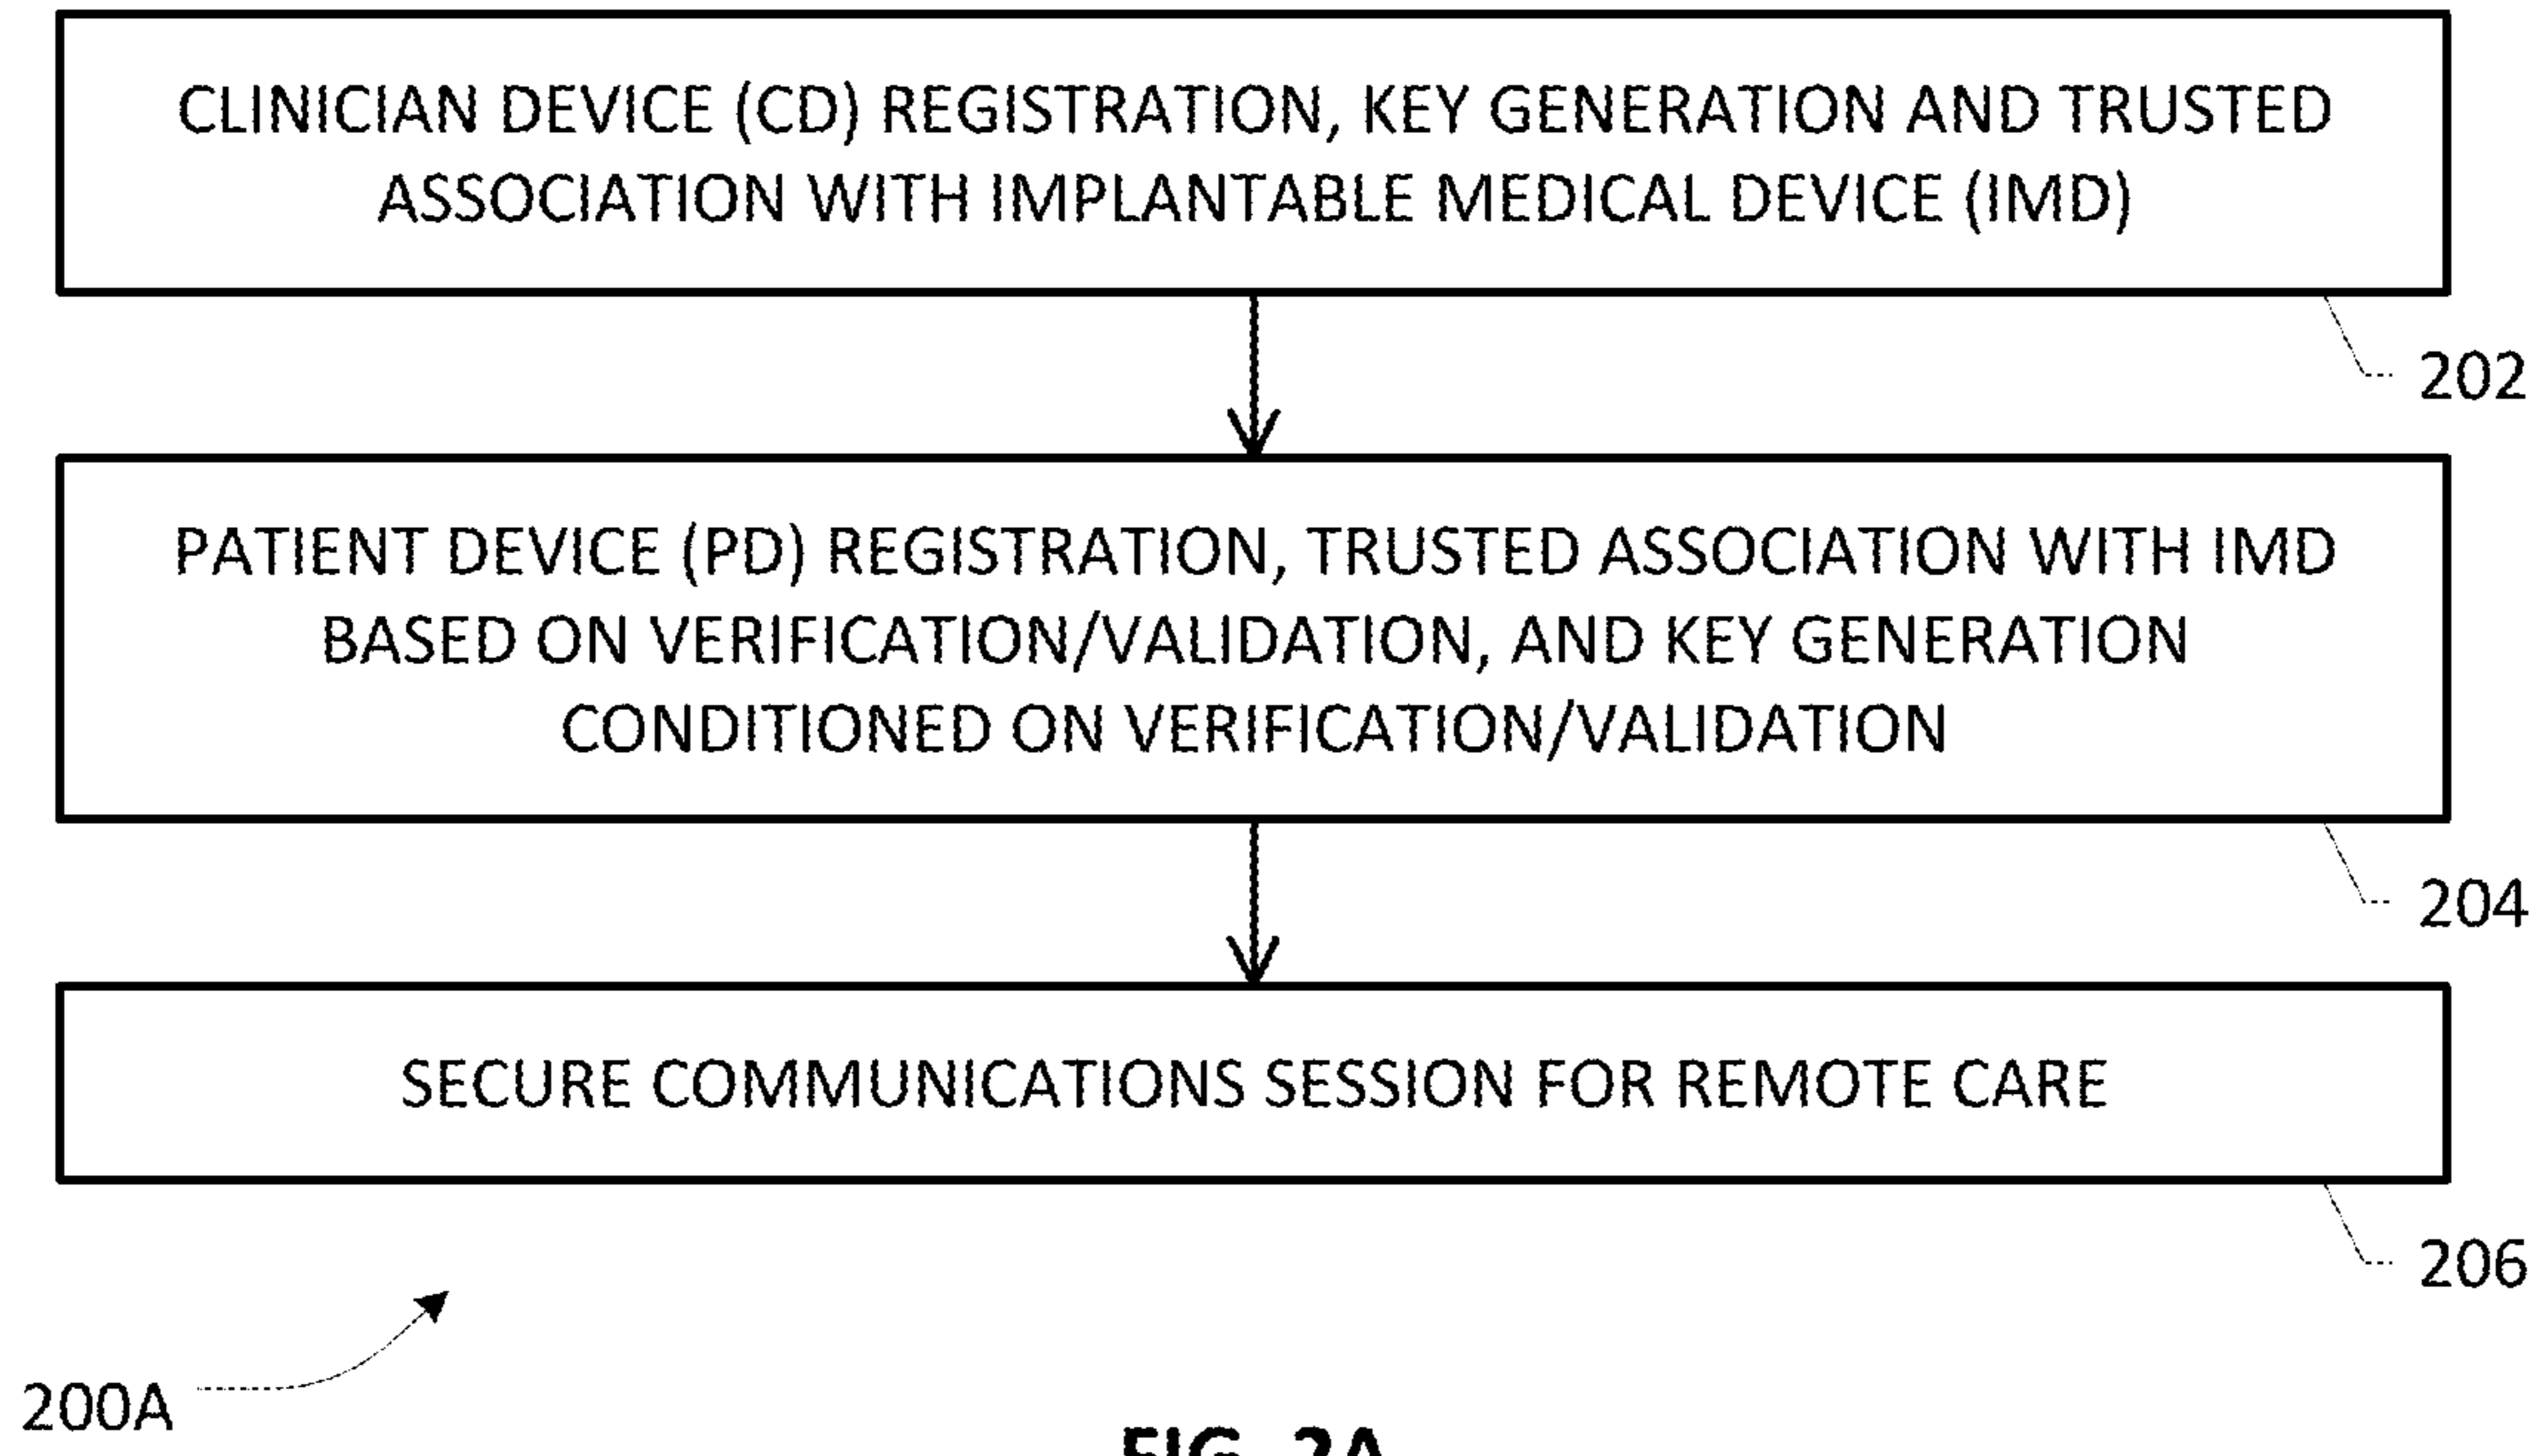 CLINICIAN DEVICE (CD) REGISTRATION, KEY GENERATION AND TRUSTED
ASSOCIATION WITH IMPLANTABLE MEDICAL DEVICE (IMD)
202
PATIENT DEVICE (PD) REGISTRATION, TRUSTED ASSOCIATION WITH IMD
BASED ON VERIFICATION/VALIDATION, AND KEY GENERATION
CONDITIONED ON VERIFICATION/VALIDATION
204
SECURE COMMUNICATIONS SESSION FOR REMOTE CARE
206
200A
FIG. 2A